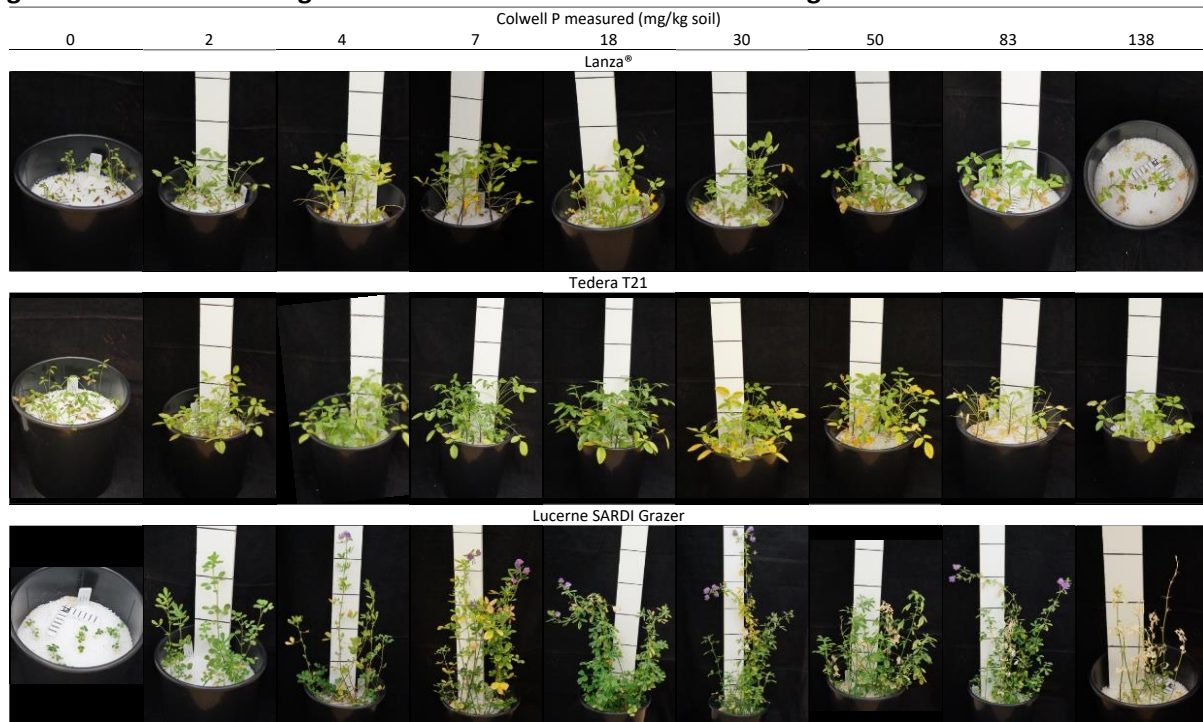 Colwell P measured (mg/kg soil)
0 2 4 7 18 30 50 83 138
Lanza®
Tedera T21
Lucerne SARDI Grazer